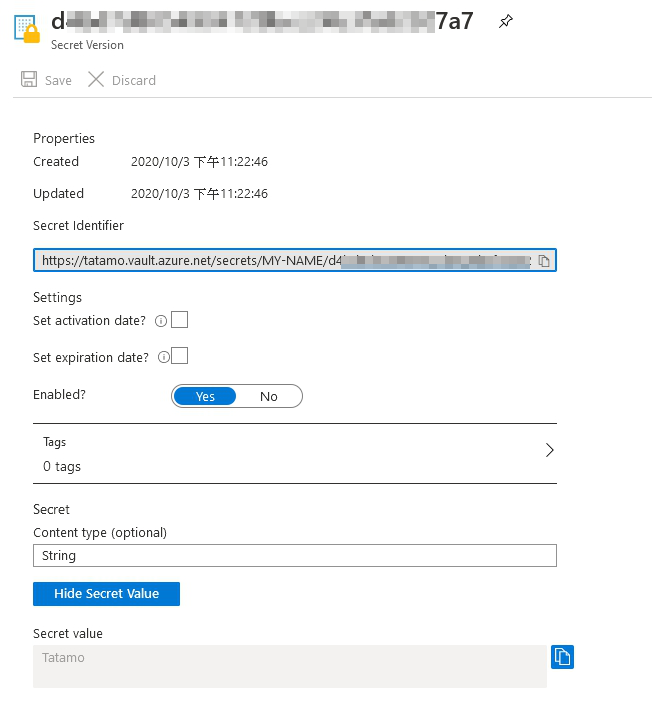 d 7a7
Secret Version
Save Discard
Properties
Created 2020/10/3 下午11:22:46
Updated 2020/10/3 下午11:22:46
Secret Identifier
https://tatamo.vault.azure.net/secrets/MY-NAME/d4
Settings
Set activation date?
Set expiration date?
Enabled? Yes No
Tags
0 tags
Secret
Content type (optional)
String
Hide Secret Value
Secret value
Tatamo